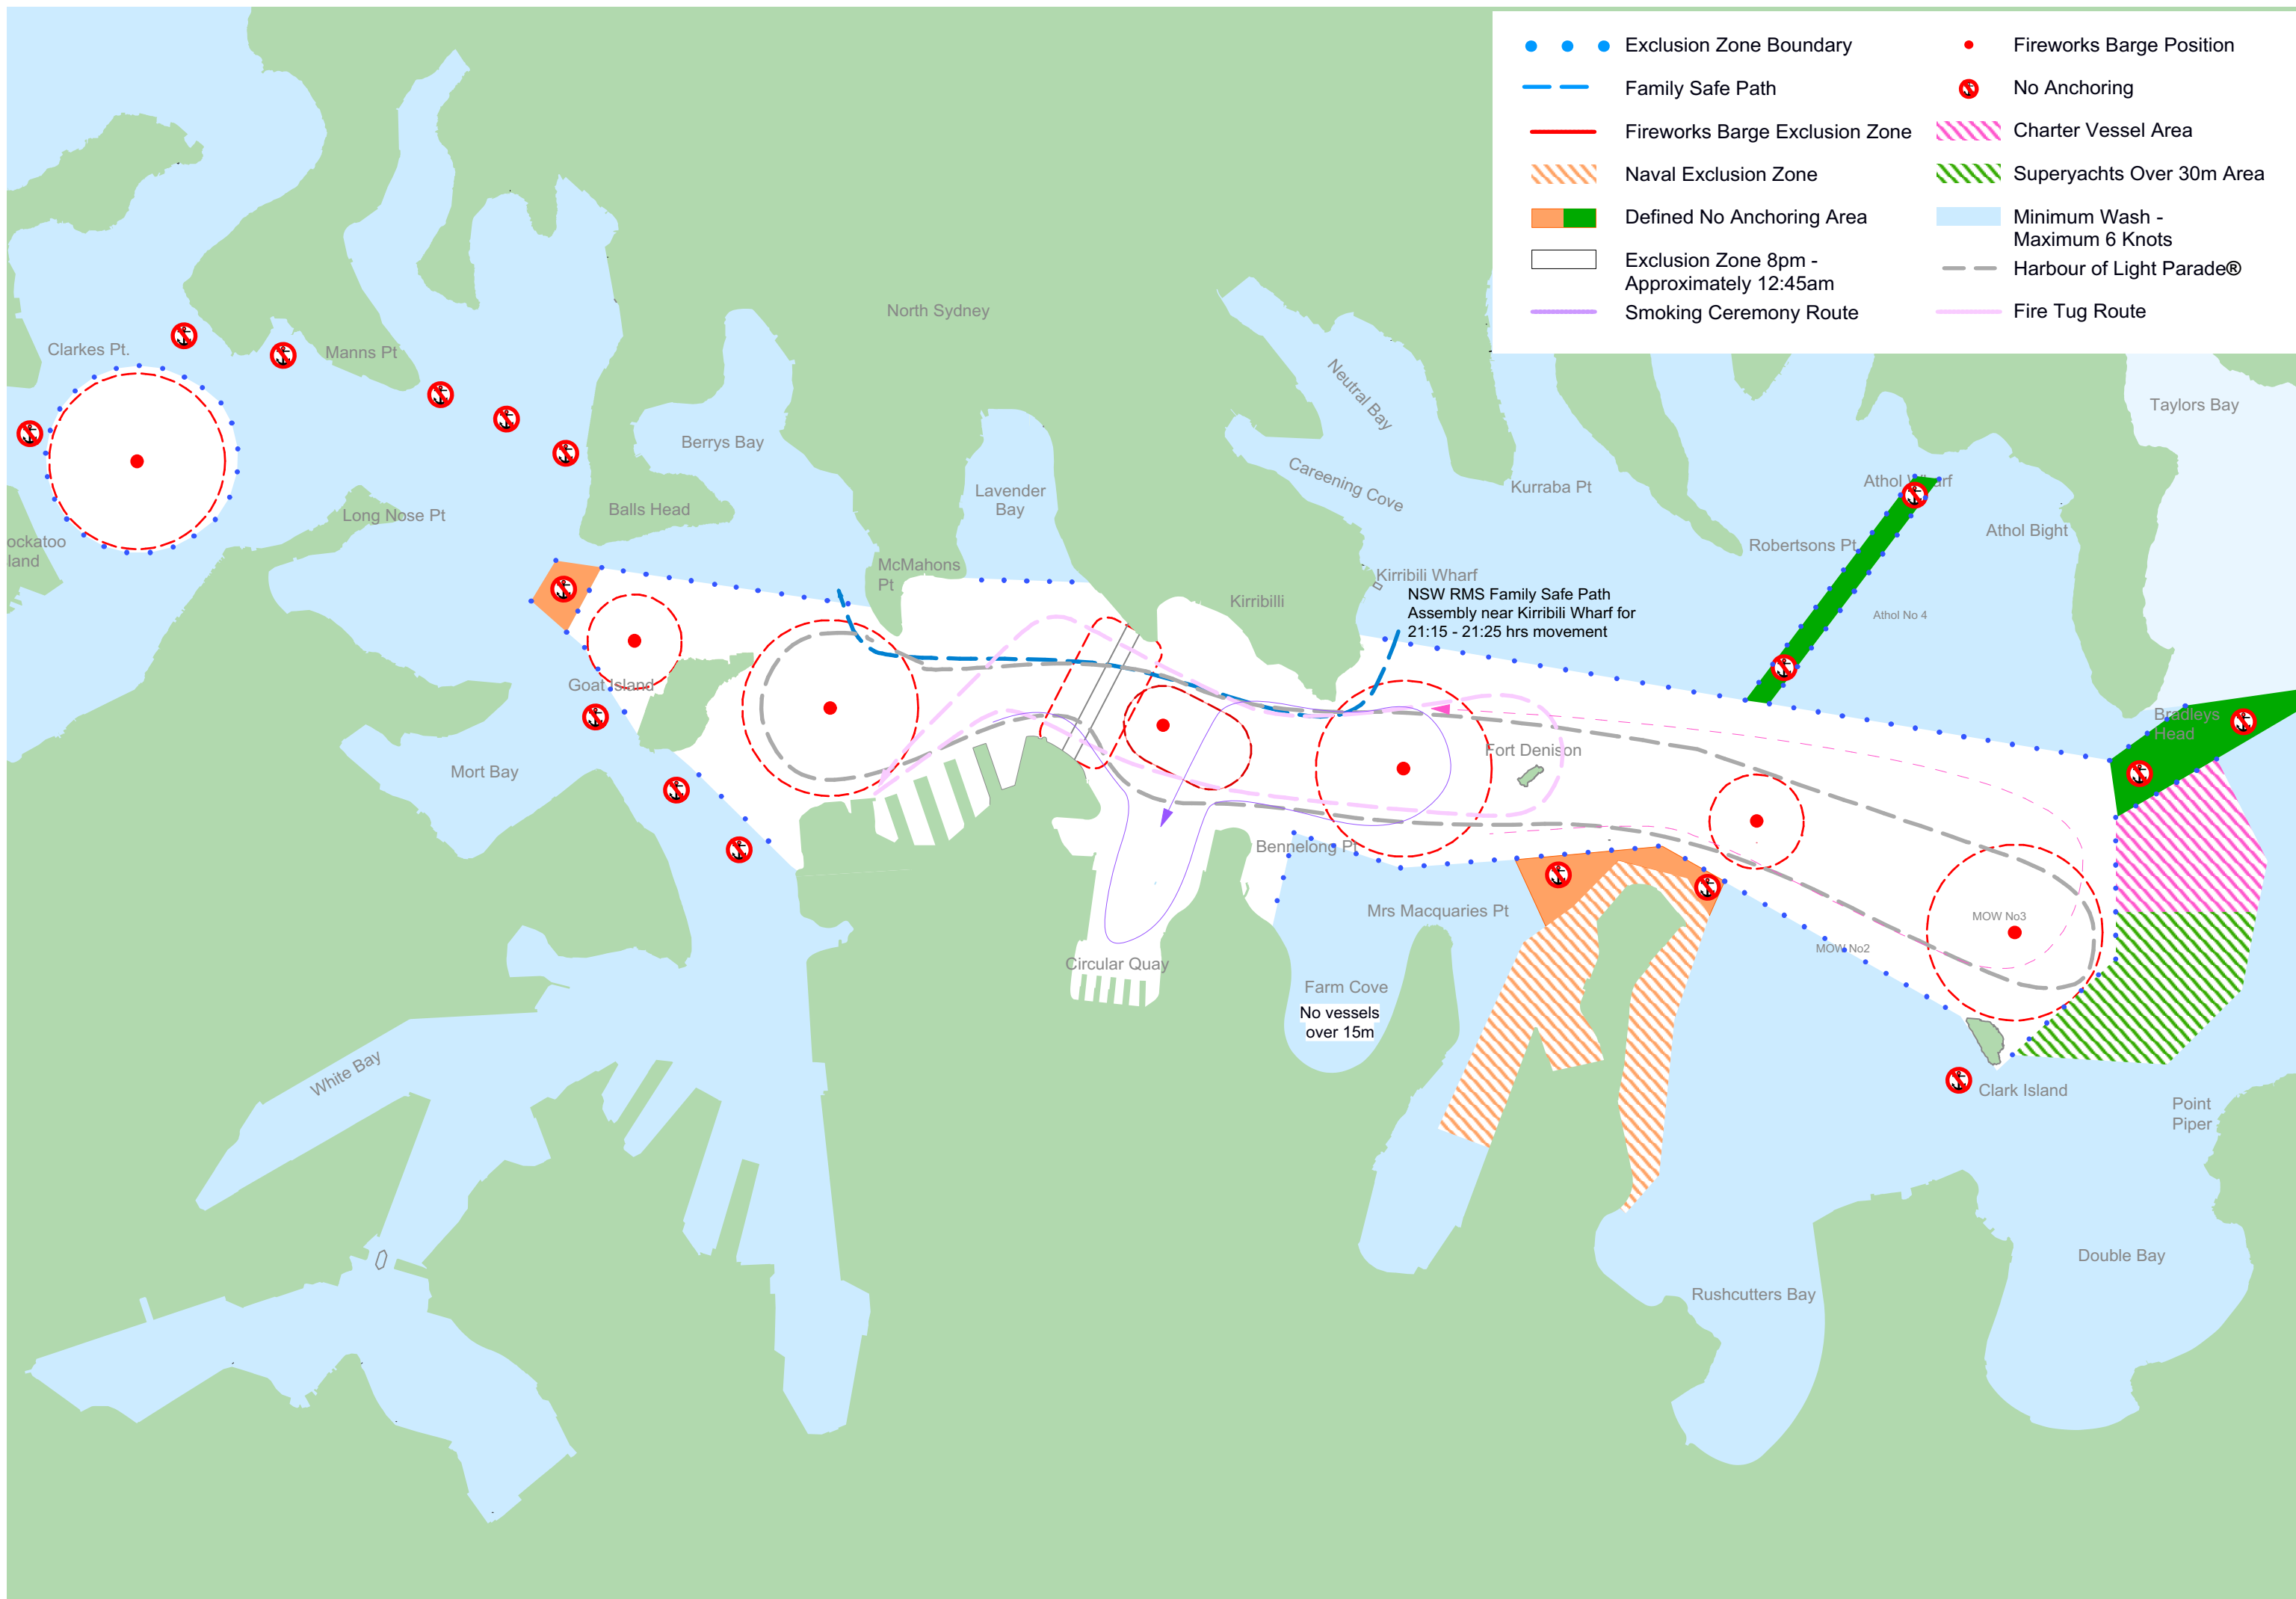 Exclusion Zone Boundary
Family Safe Path
Fireworks Barge Exclusion Zone
Naval Exclusion Zone
Defined No Anchoring Area
Exclusion Zone 8pm -
Approximately 12:45am
Smoking Ceremony Route
Fireworks Barge Position
No Anchoring
Charter Vessel Area
Superyachts Over 30m Area
Minimum Wash -
Maximum 6 Knots
Harbour of Light Parade®
Fire Tug Route
North Sydney
Clarkes Pt.
Manns Pt
Neutral Bay
Taylors Bay
Berrys Bay
Careening Cove
Lavender
Bay
Kurraba Pt
Athol Wharf
Long Nose Pt
Balls Head
Athol Bight
ockatoo
land
Robertsons Pt
McMahons
Pt
Kirribili Wharf
NSW RMS Family Safe Path
Assembly near Kirribili Wharf for
21:15 - 21:25 hrs movement
Kirribilli
Athol No 4
Goat Island
Bradleys
Head
Fort Denison
Mort Bay
Bennelong Pt
Mrs Macquaries Pt
MOW No3
MOW No2
Circular Quay
Farm Cove
No vessels
over 15m
White Bay
Clark Island
Point
Piper
Double Bay
Rushcutters Bay